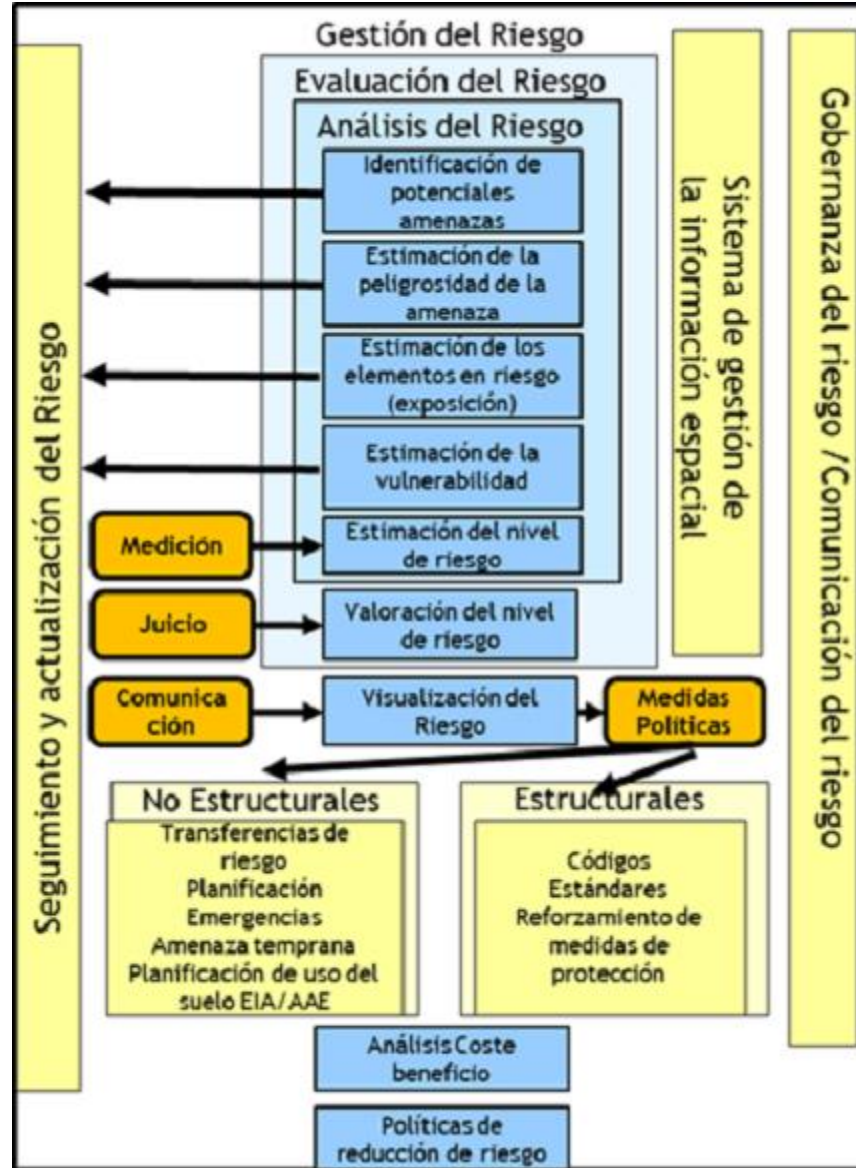 Gestión del Riesgo
Evaluación del Riesgo
Análisis del Riesgo
Identificación de
potenciales
amenazas
Estimación de la
peligrosidad de la
amenaza
Estimación de los
elementos en riesgo
(exposición)
Estimación de la
vulnerabilidad
Medición
Estimación del nivel
de riesgo
Juicio
Valoración del nivel
de riesgo
Comunica
ción
Visualización del
Riesgo
Medidas
Políticas
No Estructurales
Transferencias de
riesgo
Planificación
Emergencias
Amenaza temprana
Planificación de uso del
suelo EIA/AAE
Estructurales
Códigos
Estándares
Reforzamiento de
medidas de
protección
Análisis Coste
beneficio
Políticas de
reducción de riesgo
Seguimiento y actualización del Riesgo
Sistema de gestión de
la información espacial
Gobernanza del riesgo /Comunicación del riesgo